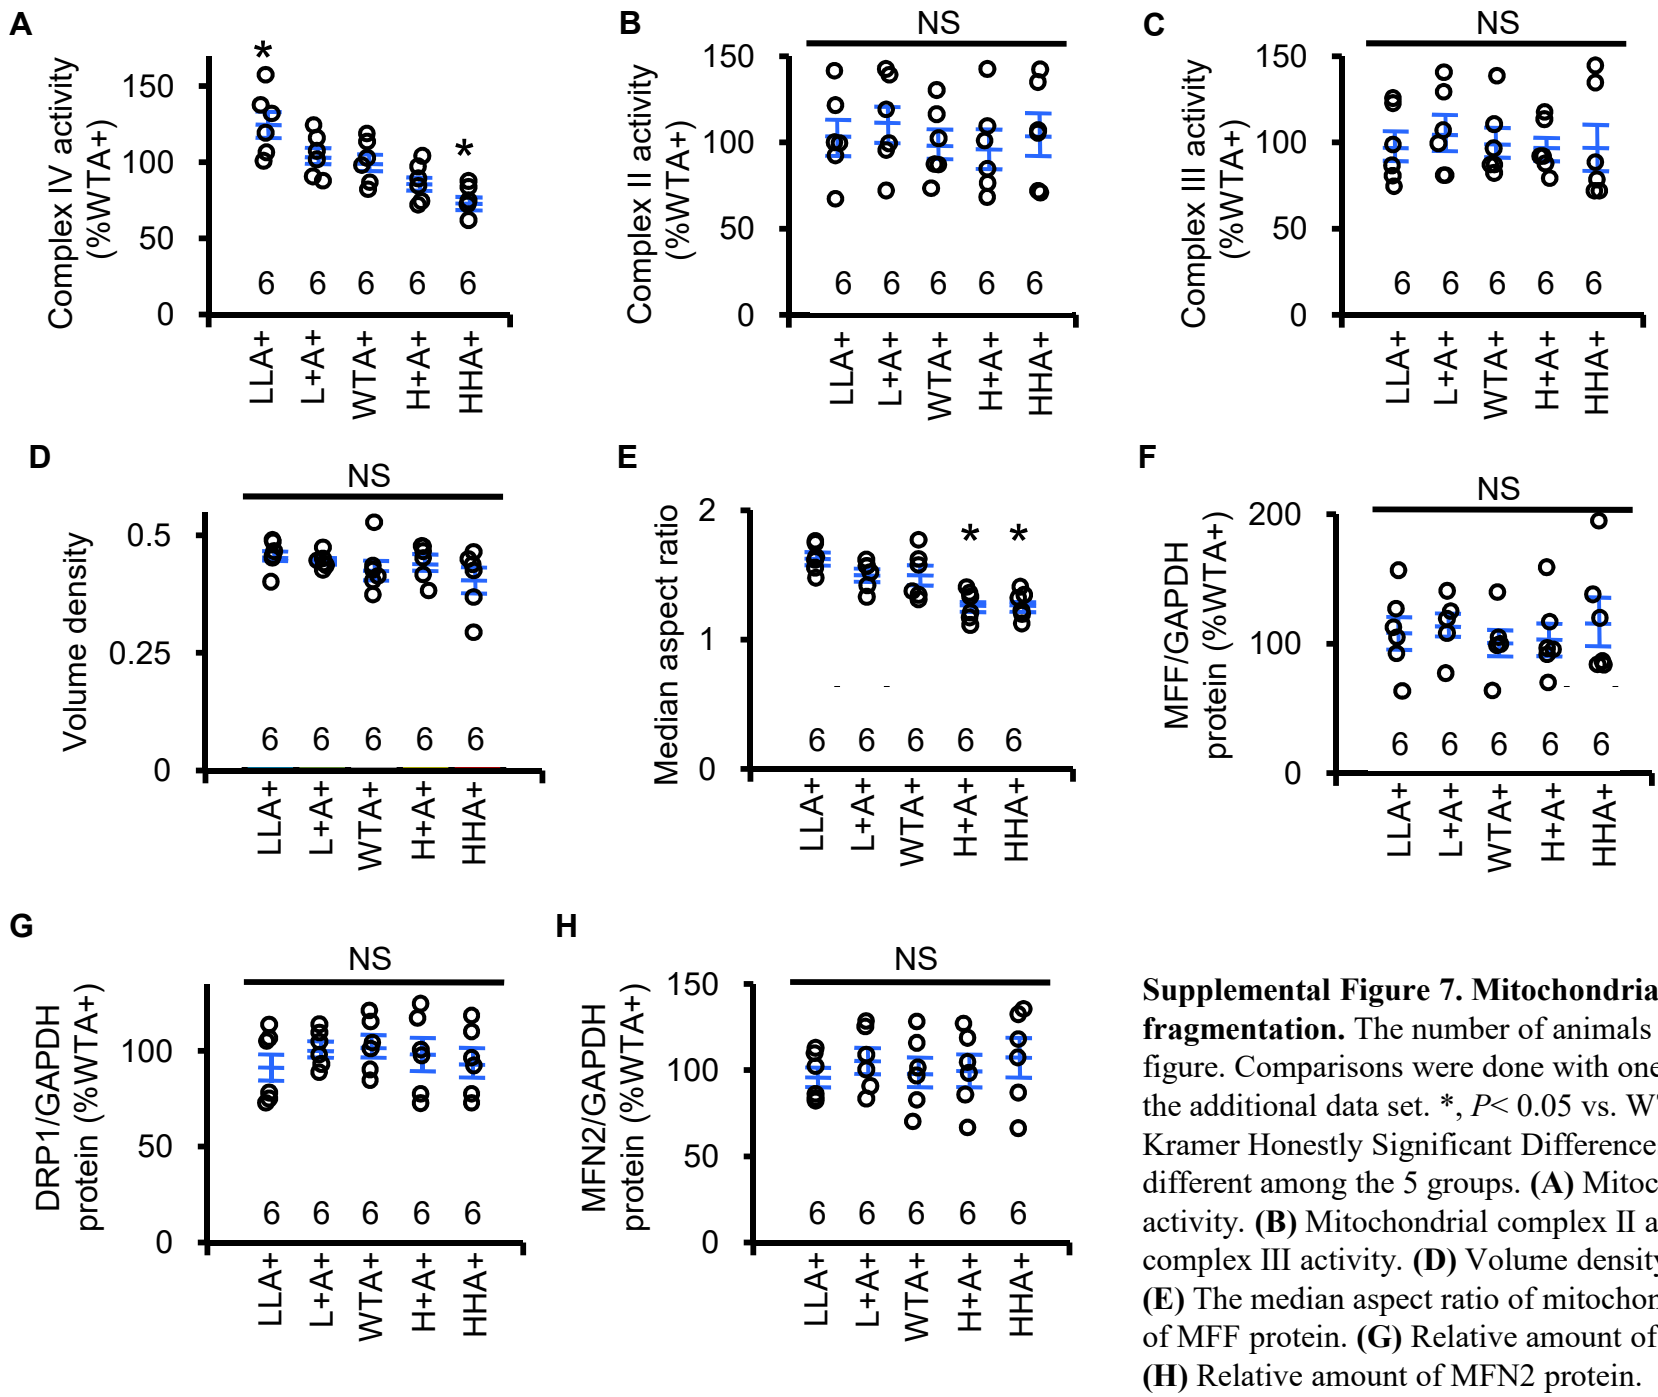 A
Complex IV activity
(%WTA+)
150
100
50
0
*
*
6 6 6 6 6
LLA+
L+A+
WTA+
H+A+
HHA+
B
NS
Complex II activity
(%WTA+)
150
100
50
0
6 6 6 6 6
LLA+
L+A+
WTA+
H+A+
HHA+
C
NS
Complex III activity
(%WTA+)
150
100
50
0
6 6 6 6 6
LLA+
L+A+
WTA+
H+A+
HHA+
D
NS
Volume density
0.5
0.25
0
6 6 6 6 6
LLA+
L+A+
WTA+
H+A+
HHA+
E
Median aspect ratio
2
1
0
* *
6 6 6 6 6
LLA+
L+A+
WTA+
H+A+
HHA+
F
NS
MFF/GAPDH
protein (%WTA+)
200
100
0
6 6 6 6 6
LLA+
L+A+
WTA+
H+A+
HHA+
G
NS
DRP1/GAPDH
protein (%WTA+)
100
50
0
6 6 6 6 6
LLA+
L+A+
WTA+
H+A+
HHA+
H
NS
MFN2/GAPDH
protein (%WTA+)
150
100
50
0
6 6 6 6 6
LLA+
L+A+
WTA+
H+A+
HHA+
Supplemental Figure 7. Mitochondria
fragmentation. The number of animals
figure. Comparisons were done with one
the additional data set. *, P< 0.05 vs. W
Kramer Honestly Significant Difference
different among the 5 groups. (A) Mitoc
activity. (B) Mitochondrial complex II a
complex III activity. (D) Volume density
(E) The median aspect ratio of mitochon
of MFF protein. (G) Relative amount of
(H) Relative amount of MFN2 protein.